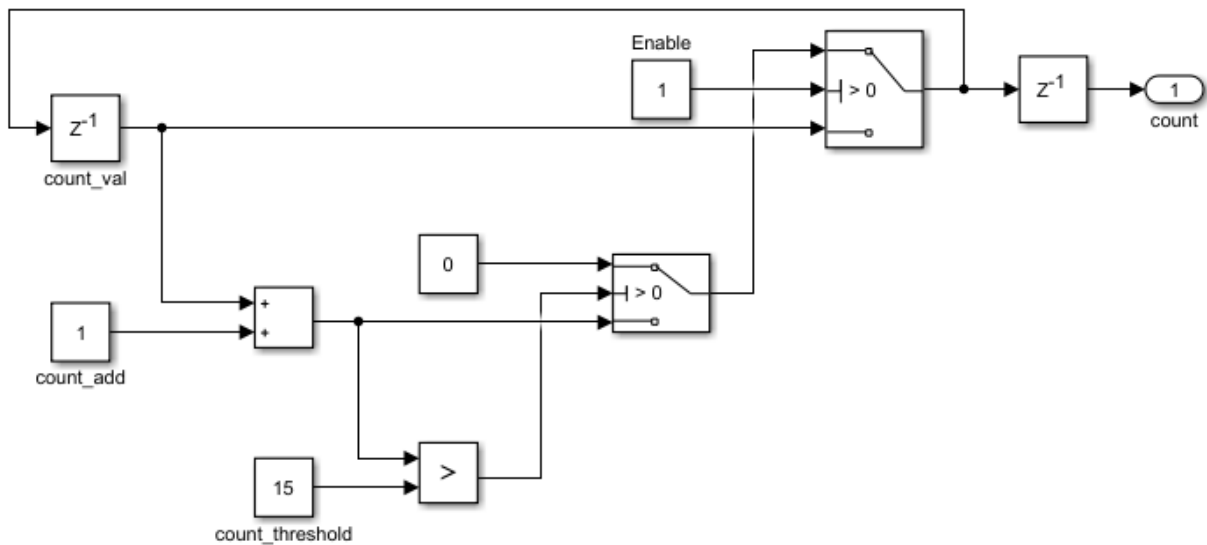 Enable
1
> 0
Z⁻¹
1
count
Z⁻¹
count_val
0
> 0
+
+
1
count_add
>
15
count_threshold